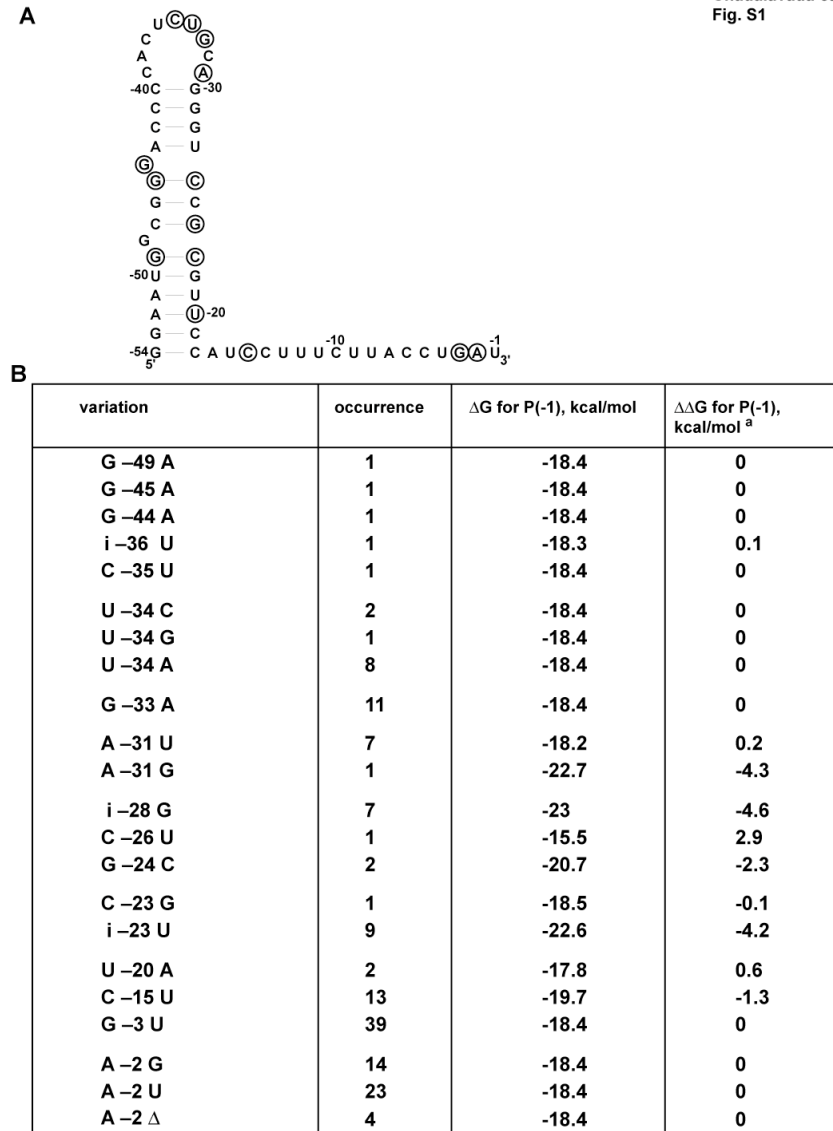 Fig. S1
A
U C U
C G
A C
C A
-40C G-30
C G
C G
A U
G
G C
G C
C G
G
G C
-50U G
A U
A U-20
G C
-10 -1
-54G C A U C C U U U C U U A C C U G A U 3'
5'
B
variation occurrence ΔG for P(-1), kcal/mol ΔΔG for P(-1),
kcal/mol a
G –49 A 1 -18.4 0
G –45 A 1 -18.4 0
G –44 A 1 -18.4 0
i –36 U 1 -18.3 0.1
C –35 U 1 -18.4 0
U –34 C 2 -18.4 0
U –34 G 1 -18.4 0
U –34 A 8 -18.4 0
G –33 A 11 -18.4 0
A –31 U 7 -18.2 0.2
A –31 G 1 -22.7 -4.3
i –28 G 7 -23 -4.6
C –26 U 1 -15.5 2.9
G –24 C 2 -20.7 -2.3
C –23 G 1 -18.5 -0.1
i –23 U 9 -22.6 -4.2
U –20 A 2 -17.8 0.6
C –15 U 13 -19.7 -1.3
G –3 U 39 -18.4 0
A –2 G 14 -18.4 0
A –2 U 23 -18.4 0
A –2 Δ 4 -18.4 0